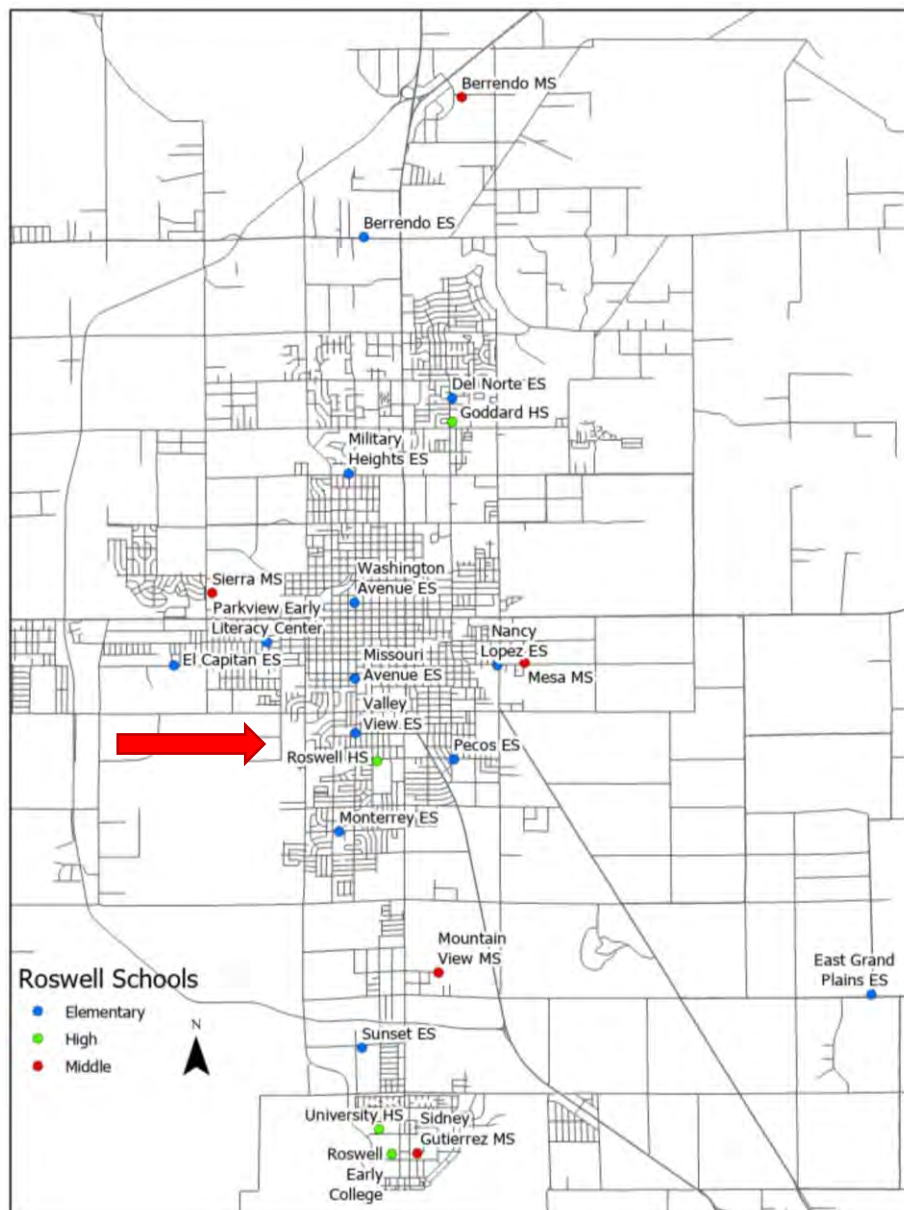 Berrendo MS
Berrendo ES
Del Norte ES
Goddard HS
Military
Heights ES
Washington
Avenue ES
Sierra MS
Parkview Early
Literacy Center
El Capitan ES
Nancy
Lopez ES
Mesa MS
Missouri
Avenue ES
Valley
View ES
Roswell HS
Pecos ES
Monterrey ES
Mountain
View MS
East Grand
Plains ES
Roswell Schools
Elementary
High
Middle
N
Sunset ES
University HS
Sidney
Gutierrez MS
Roswell
Early
College